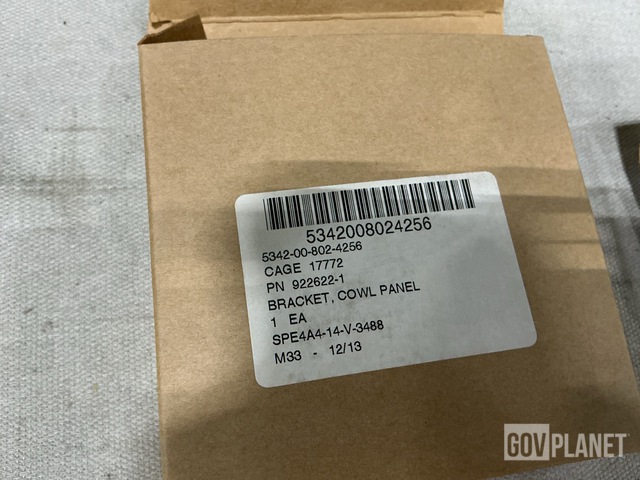 5342008024256
5342-00-802-4256
CAGE 17772
PN 922622-1
BRACKET, COWL PANEL
1 EA
SPE4A4-14-V-3488
M33 - 12/13
GOVPLANET